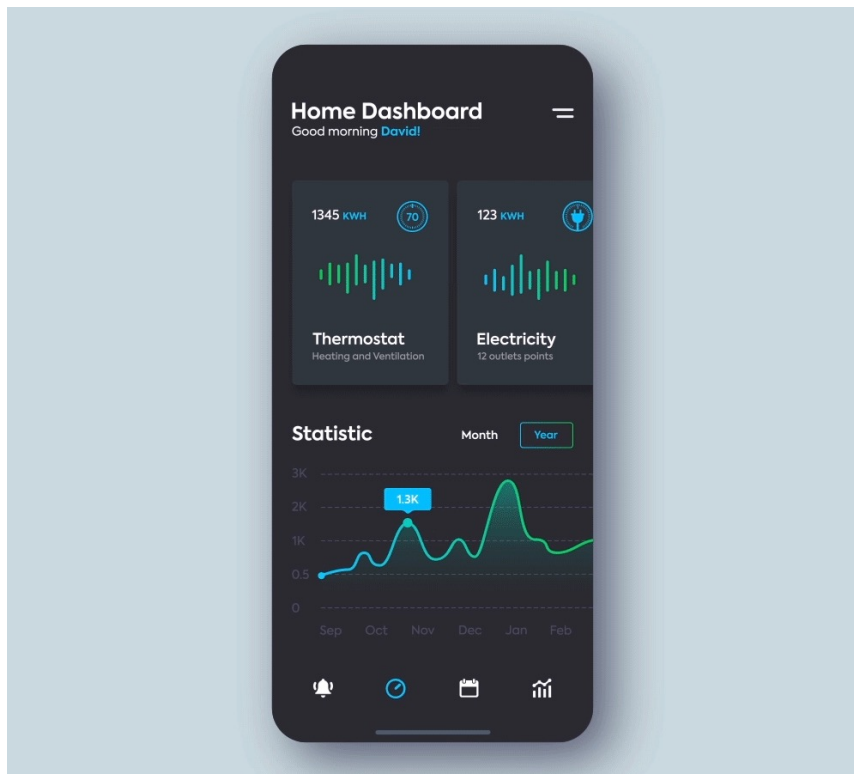 Home Dashboard
Good morning David!
1345 KWH
70
Thermostat
Heating and Ventilation
123 KWH
Electricity
12 outlets points
Statistic
Month
Year
3K
2K
1K
0.5
0
1.3K
Sep Oct Nov Dec Jan Feb